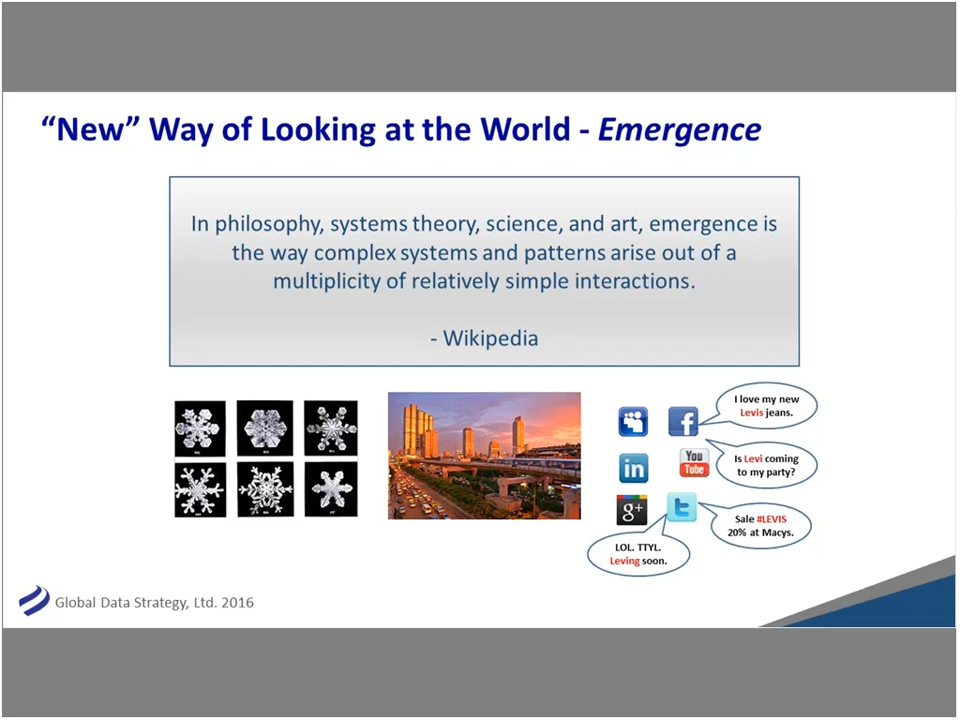 “New” Way of Looking at the World - Emergence
In philosophy, systems theory, science, and art, emergence is
the way complex systems and patterns arise out of a
multiplicity of relatively simple interactions.
- Wikipedia
I love my new
Levis jeans.
f
in
You
Tube
Is Levi coming
to my party?
g+
t
Sale #LEVIS
20% at Macys.
LOL. TTYL.
Leving soon.
Global Data Strategy, Ltd. 2016